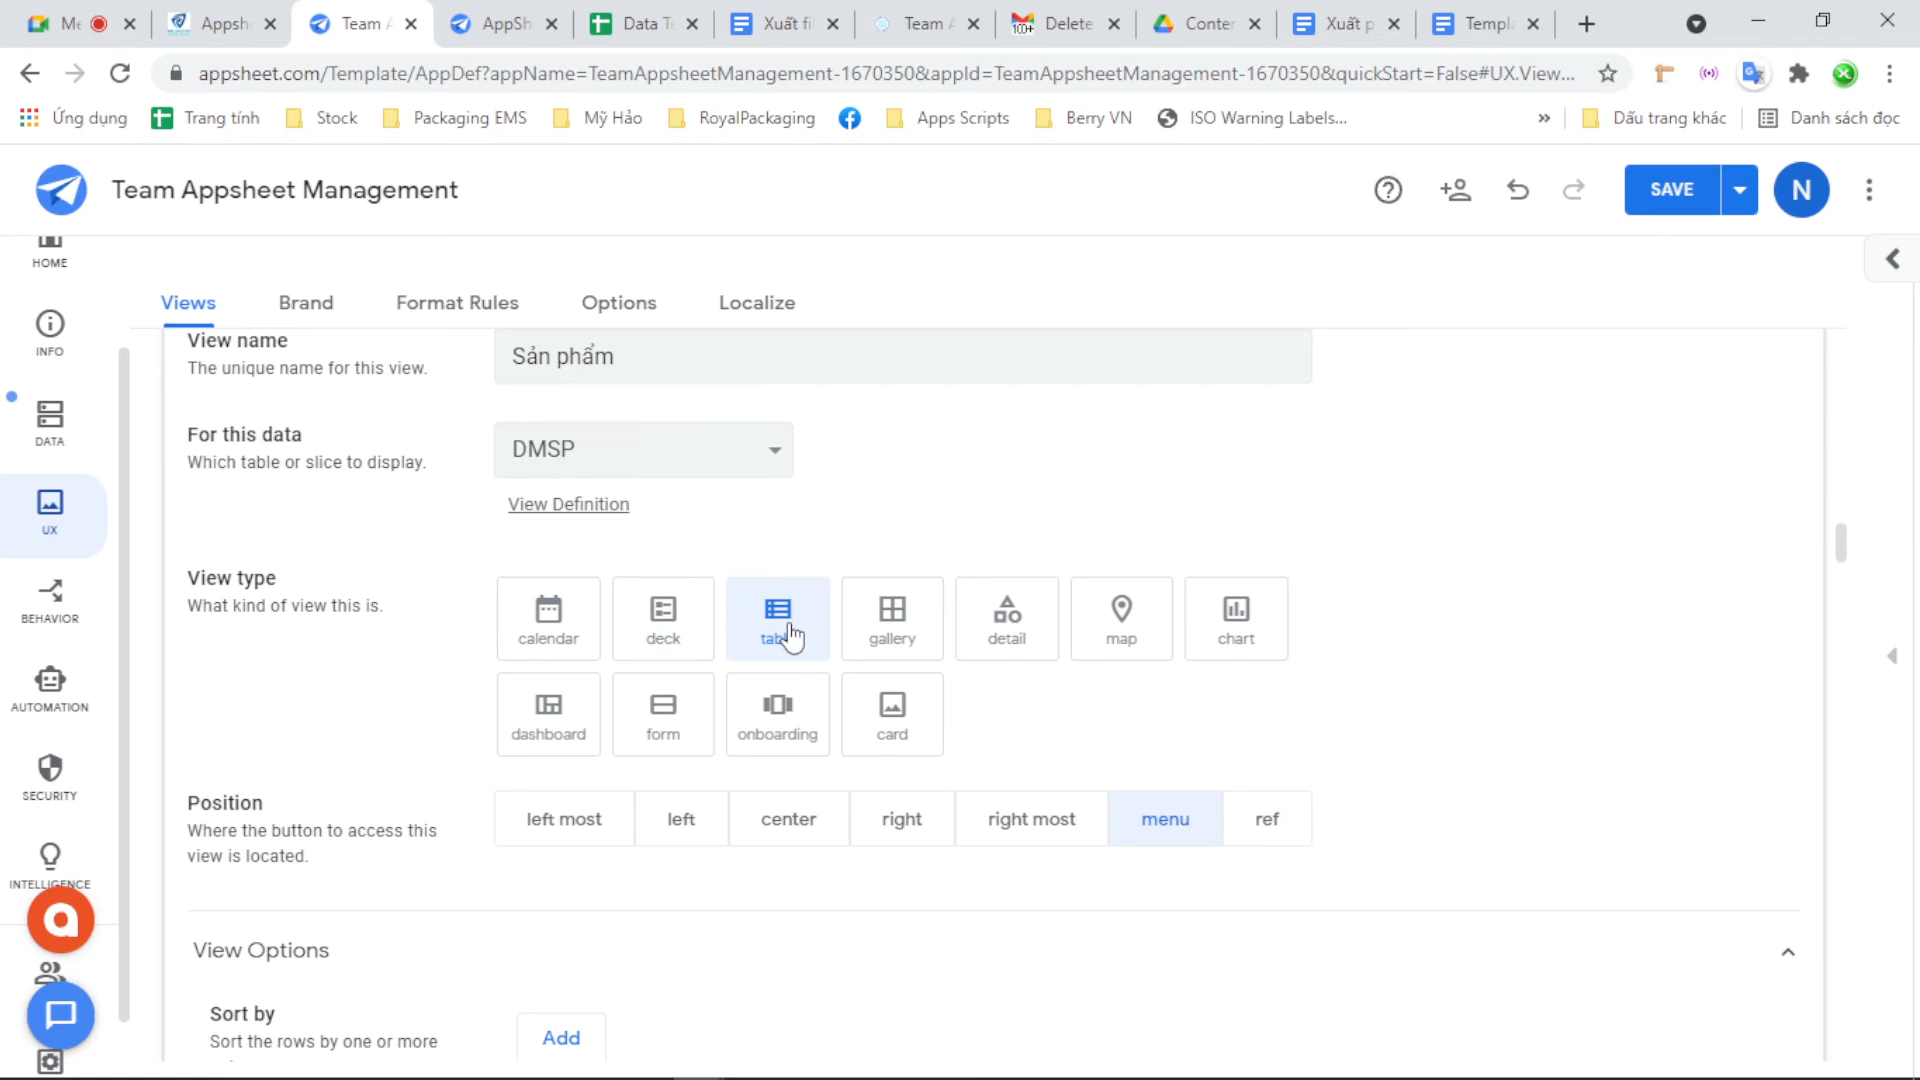 Me
Appshe
Team A
AppSh
Data Te
Xuất fi
Team A
100+
Delete
Conten
Xuất p
Templa
appsheet.com/Template/AppDef?appName=TeamAppsheetManagement-1670350&appId=TeamAppsheetManagement-1670350&quickStart=False#UX.View...
Ứng dụng
Trang tính
Stock
Packaging EMS
Mỹ Hảo
RoyalPackaging
Apps Scripts
Berry VN
ISO Warning Labels...
»
Dấu trang khác
Danh sách đọc
Team Appsheet Management
SAVE
N
HOME
INFO
DATA
UX
BEHAVIOR
AUTOMATION
SECURITY
INTELLIGENCE
Views
Brand
Format Rules
Options
Localize
View name
The unique name for this view.
Sản phẩm
For this data
Which table or slice to display.
DMSP
View Definition
View type
What kind of view this is.
calendar
deck
gallery
detail
map
chart
dashboard
form
onboarding
card
Position
Where the button to access this
view is located.
left most
left
center
right
right most
menu
ref
View Options
Sort by
Sort the rows by one or more
Add